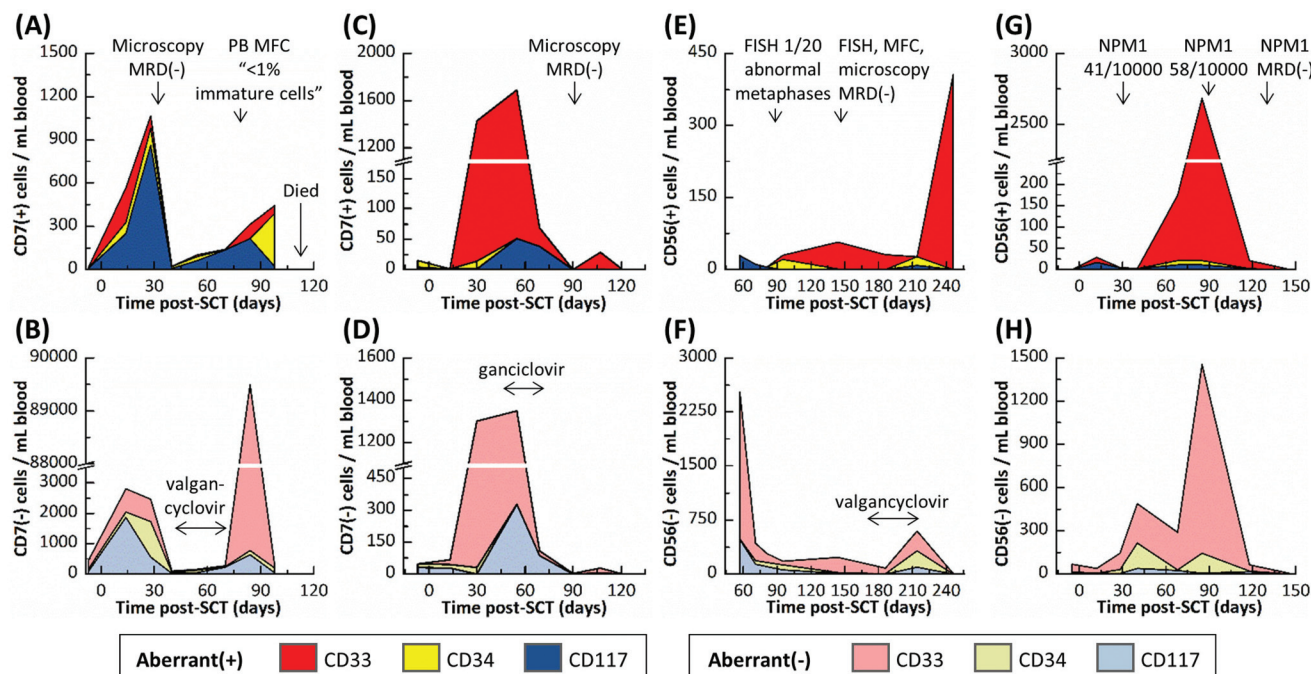 (A)
1500
1200
900
600
300
0
CD7(+) cells / mL blood
Microscopy
MRD(-)
PB MFC
“<1%
immature cells”
Died
0 30 60 90 120
Time post-SCT (days)
(C)
2000
1600
1200
150
100
50
0
CD7(+) cells / mL blood
Microscopy
MRD(-)
0 30 60 90 120
Time post-SCT (days)
(E)
450
300
150
0
CD56(+) cells / mL blood
FISH 1/20
abnormal
metaphases
FISH, MFC,
microscopy
MRD(-)
60 90 120 150 180 210 240
Time post-SCT (days)
(G)
3000
2500
200
150
100
50
0
CD56(+) cells / mL blood
NPM1
41/10000
NPM1
58/10000
NPM1
MRD(-)
0 30 60 90 120 150
Time post-SCT (days)
(B)
90000
89000
88000
3000
2000
1000
0
CD7(-) cells / mL blood
valgan-
cyclovir
0 30 60 90 120
Time post-SCT (days)
(D)
1600
1400
1200
450
300
150
0
CD7(-) cells / mL blood
ganciclovir
0 30 60 90 120
Time post-SCT (days)
(F)
3000
2250
1500
750
0
CD56(-) cells / mL blood
valgancyclovir
60 90 120 150 180 210 240
Time post-SCT (days)
(H)
1500
1200
900
600
300
0
CD56(-) cells / mL blood
0 30 60 90 120 150
Time post-SCT (days)
Aberrant(+) CD33 CD34 CD117
Aberrant(-) CD33 CD34 CD117